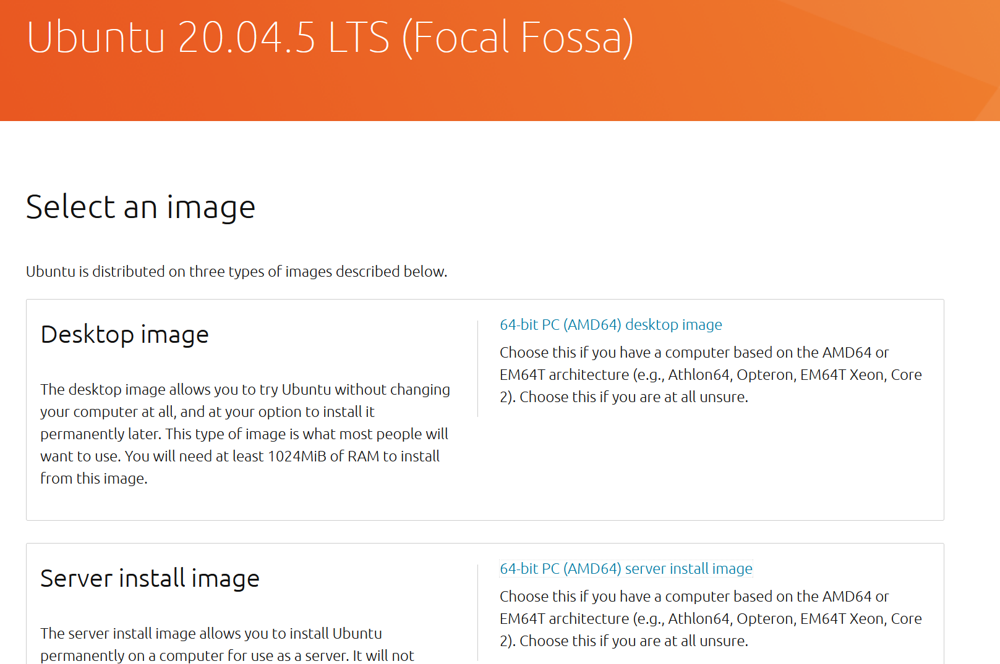 Ubuntu 20.04.5 LTS (Focal Fossa)
Select an image
Ubuntu is distributed on three types of images described below.
Desktop image
The desktop image allows you to try Ubuntu without changing
your computer at all, and at your option to install it
permanently later. This type of image is what most people will
want to use. You will need at least 1024MiB of RAM to install
from this image.
64-bit PC (AMD64) desktop image
Choose this if you have a computer based on the AMD64 or
EM64T architecture (e.g., Athlon64, Opteron, EM64T Xeon, Core
2). Choose this if you are at all unsure.
Server install image
The server install image allows you to install Ubuntu
permanently on a computer for use as a server. It will not
64-bit PC (AMD64) server install image
Choose this if you have a computer based on the AMD64 or
EM64T architecture (e.g., Athlon64, Opteron, EM64T Xeon, Core
2). Choose this if you are at all unsure.